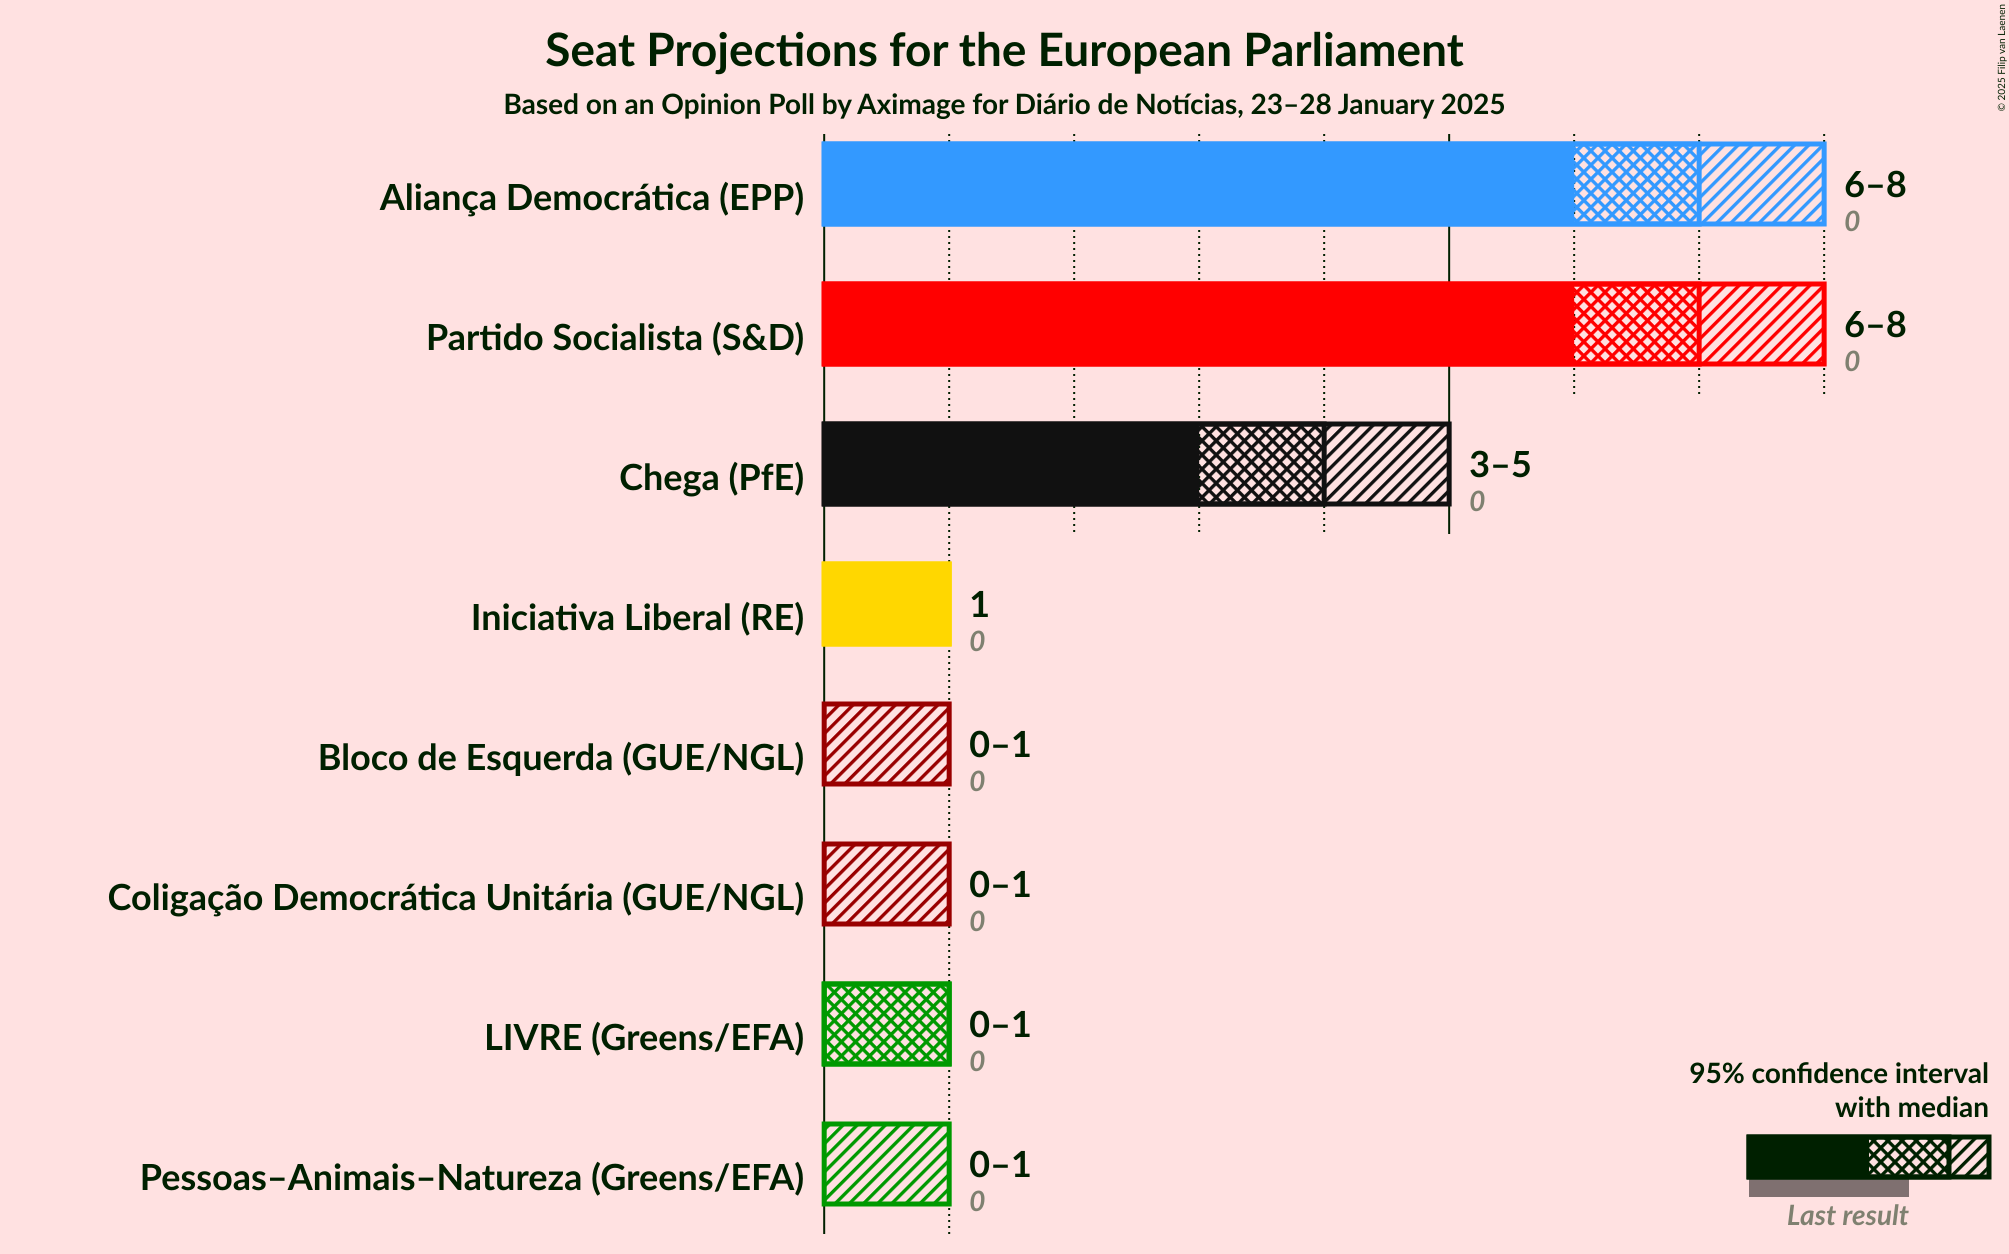 Seat Projections for the European Parliament
Based on an Opinion Poll by Aximage for Diário de Notícias, 23–28 January 2025
© 2025 Filip van Laenen
Aliança Democrática (EPP)
6–8
0
Partido Socialista (S&D)
6–8
0
Chega (PfE)
3–5
0
Iniciativa Liberal (RE)
1
0
Bloco de Esquerda (GUE/NGL)
0–1
0
Coligação Democrática Unitária (GUE/NGL)
0–1
0
LIVRE (Greens/EFA)
0–1
0
Pessoas–Animais–Natureza (Greens/EFA)
0–1
0
95% confidence interval
with median
Last result